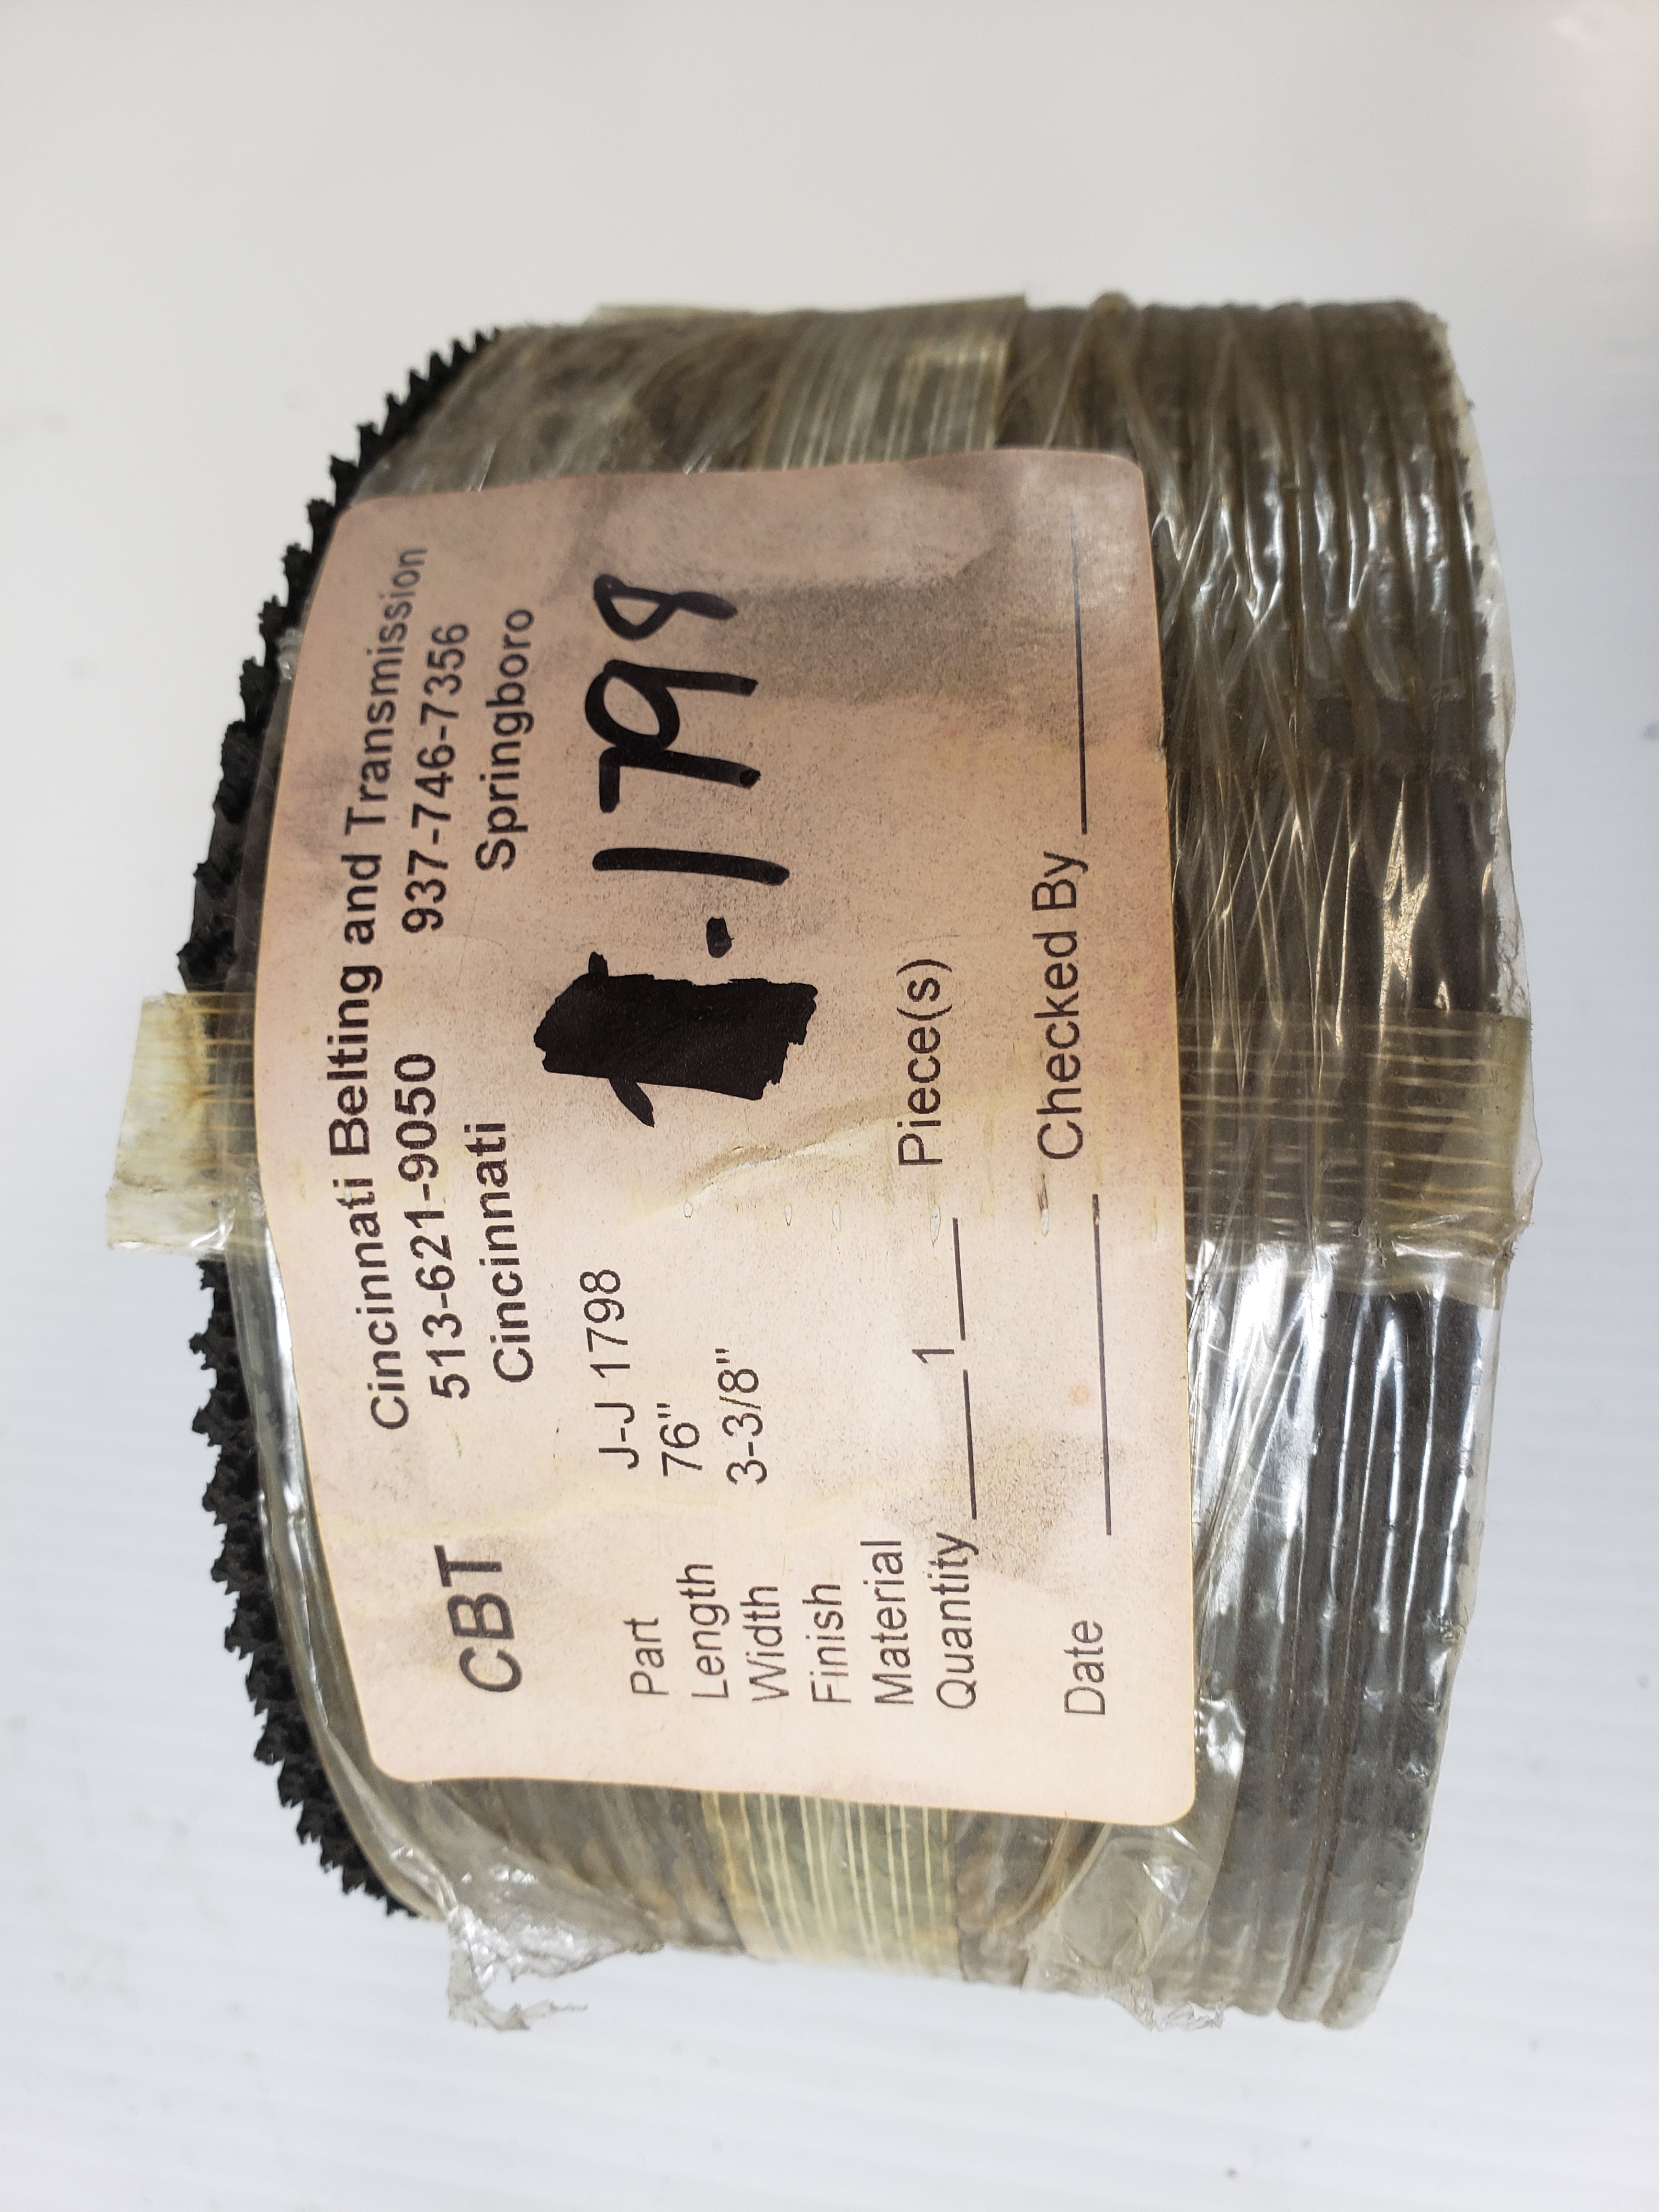 CBT
Cincinnati Belting and Transmission
513-621-9050 937-746-7356
Cincinnati Springboro
Part J-J 1798
Length 76"
Width 3-3/8"
Finish
Material
Quantity 1 Piece(s)
Date Checked By
-1798